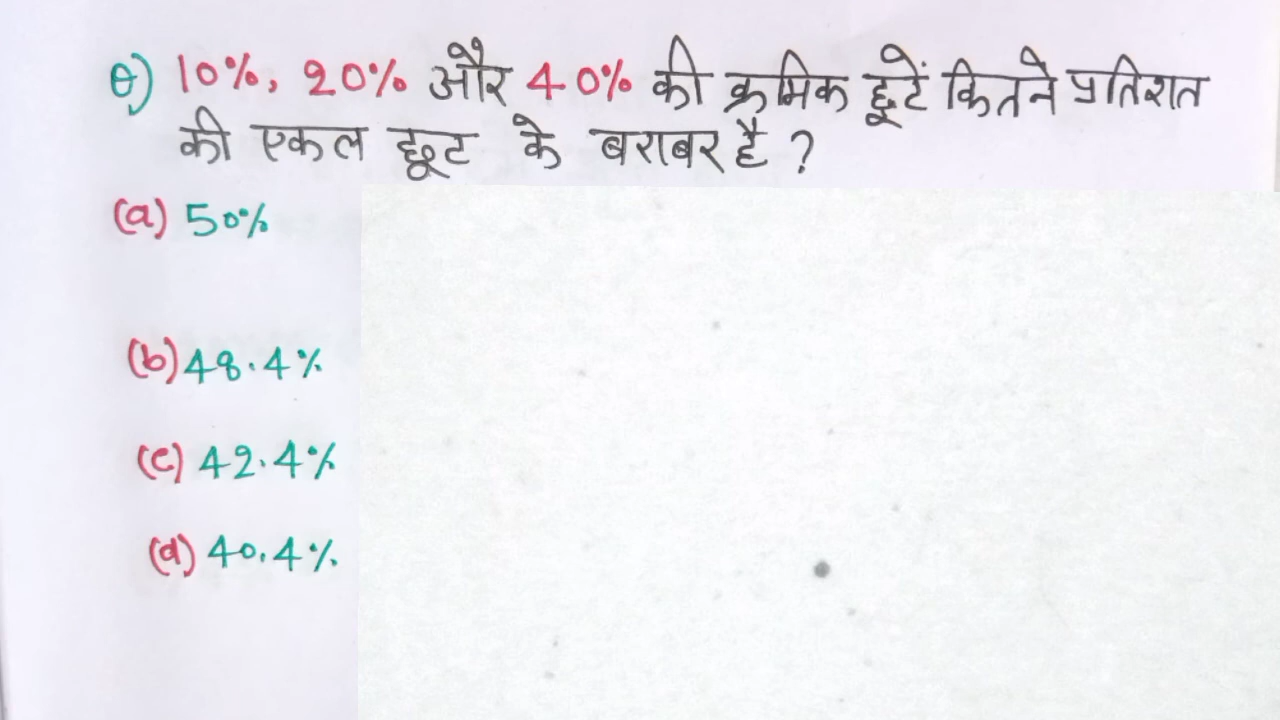 θ) 10%, 20% और 40% की क्रमिक छूटें कितने प्रतिशत
की एकल छूट के बराबर है ?
(a) 50%
(b) 48.4%
(c) 42.4%
(d) 40.4%